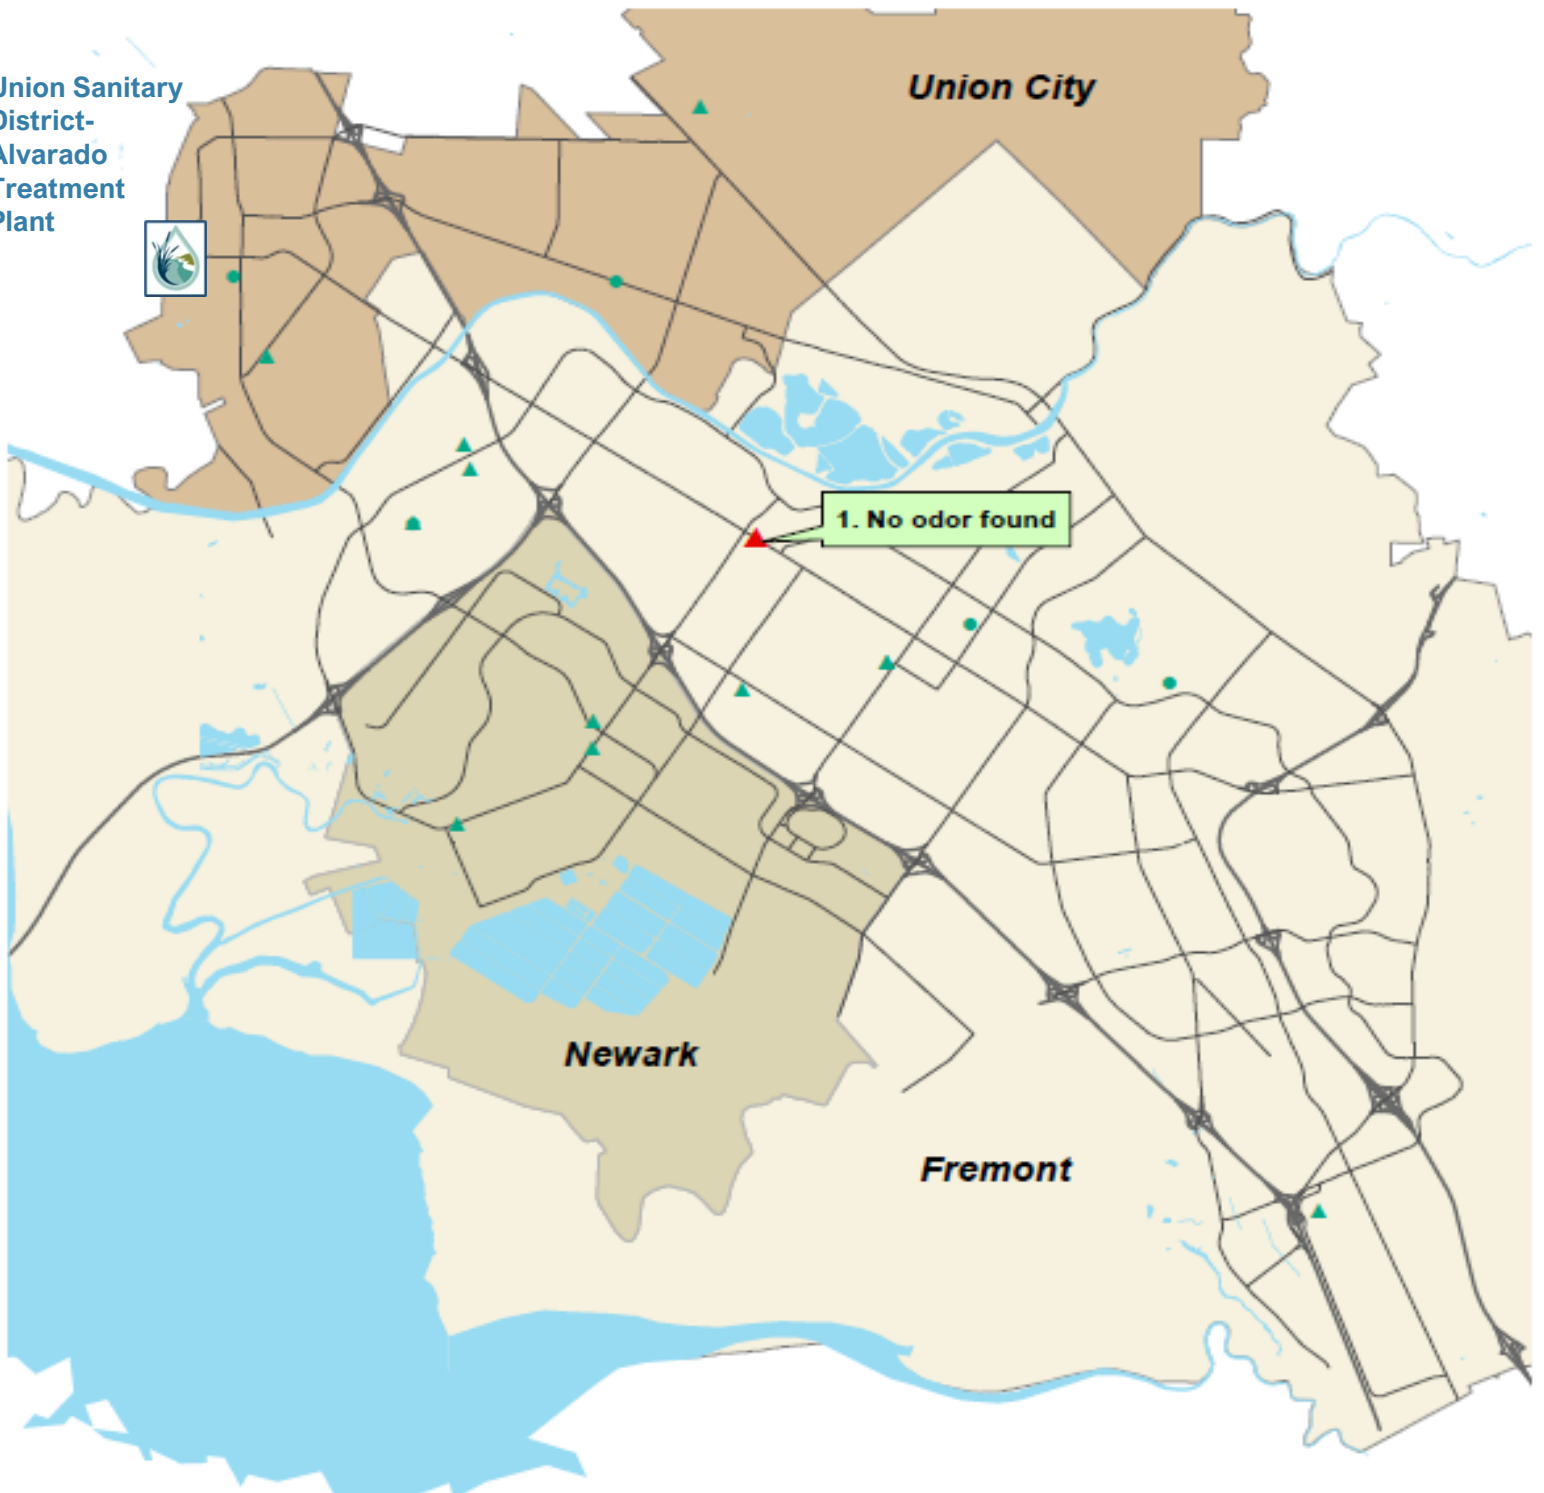 Union Sanitary
District-
Alvarado
Treatment
Plant
Union City
1. No odor found
Newark
Fremont